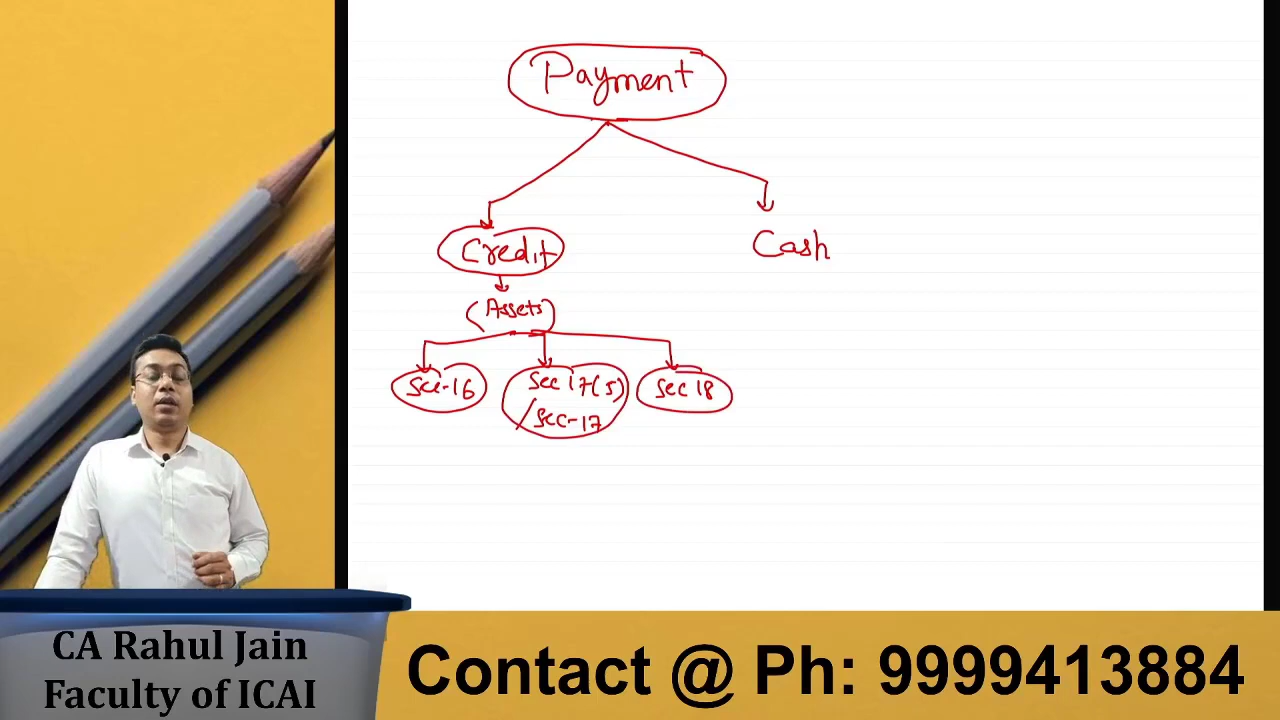 Payment
Credit
Cash
(Assets)
Sec-16
Sec 17(5)
/Sec-17
Sec 18
CA Rahul Jain
Faculty of ICAI
Contact @ Ph: 9999413884